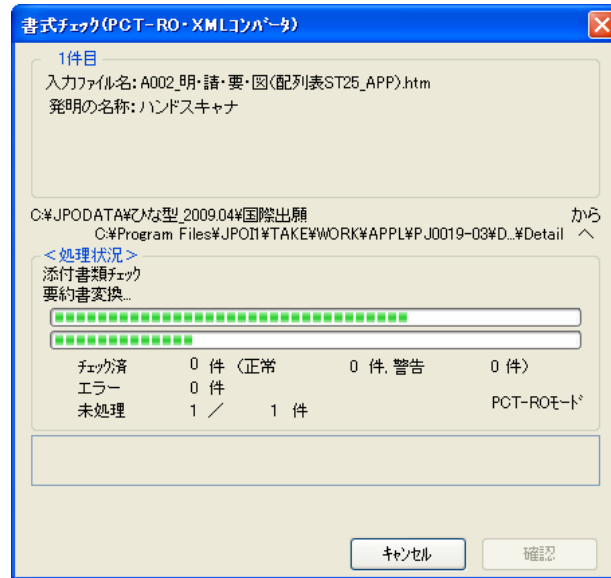 書式チェック(PCT-RO・XMLコンバータ)
1件目
入力ファイル名:A002_明・請・要・図(配列表ST25_APP).htm
発明の名称:ハンドスキャナ
C:¥JPODATA¥ひな型_2009.04¥国際出願 から
C:¥Program Files¥JPOI1¥TAKE¥WORK¥APPL¥PJ0019-03¥D...¥Detail へ
<処理状況>
添付書類チェック
要約書変換...
チェック済 0 件 (正常 0 件,警告 0 件)
エラー 0 件
未処理 1 / 1 件 PCT-ROモード
キャンセル 確認